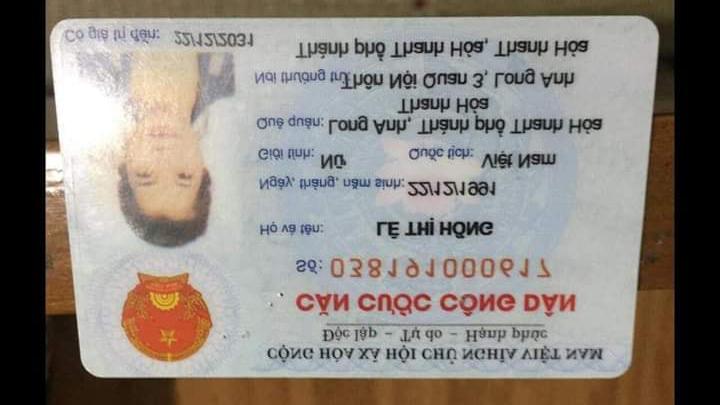 CỘNG HÒA XÃ HỘI CHỦ NGHĨA VIỆT NAM
Độc lập – Tự do – Hạnh phúc
CĂN CƯỚC CÔNG DÂN
Số: 038191000617
Họ và tên: LÊ THỊ HỒNG
Ngày, tháng, năm sinh: 22/12/1991
Giới tính: Nữ Quốc tịch: Việt Nam
Quê quán: Long Anh, Thành phố Thanh Hóa
Thanh Hóa
Nơi thường trú: Thôn Nội Quan 3, Long Anh
Thành phố Thanh Hóa, Thanh Hóa
Có giá trị đến: 22/12/2031